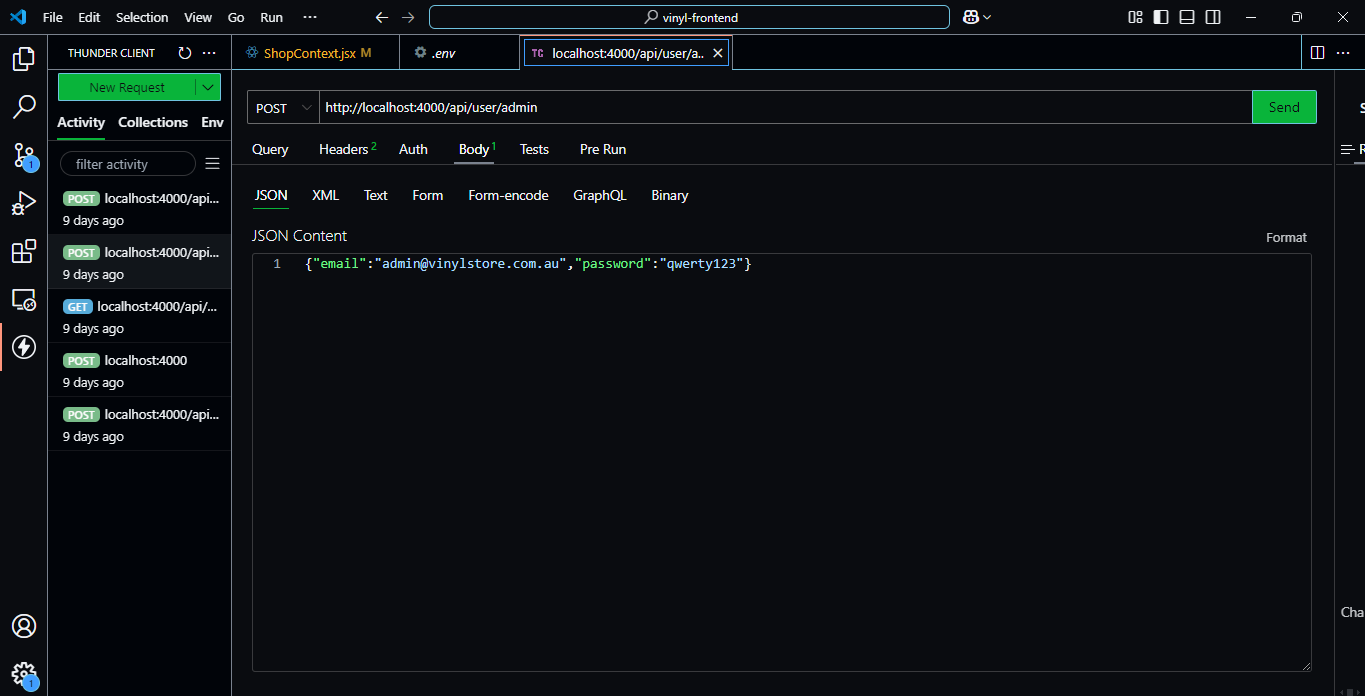 File Edit Selection View Go Run ··· vinyl-frontend
THUNDER CLIENT ···
New Request
Activity Collections Env
filter activity
POST localhost:4000/api...
9 days ago
POST localhost:4000/api...
9 days ago
GET localhost:4000/api/...
9 days ago
POST localhost:4000
9 days ago
POST localhost:4000/api...
9 days ago
1
1
ShopContext.jsx M
.env
TC localhost:4000/api/user/a..
···
POST http://localhost:4000/api/user/admin Send
Query Headers 2 Auth Body 1 Tests Pre Run
JSON XML Text Form Form-encode GraphQL Binary
JSON Content
Format
1 {"email":"admin@vinylstore.com.au","password":"qwerty123"}
S
R
Cha